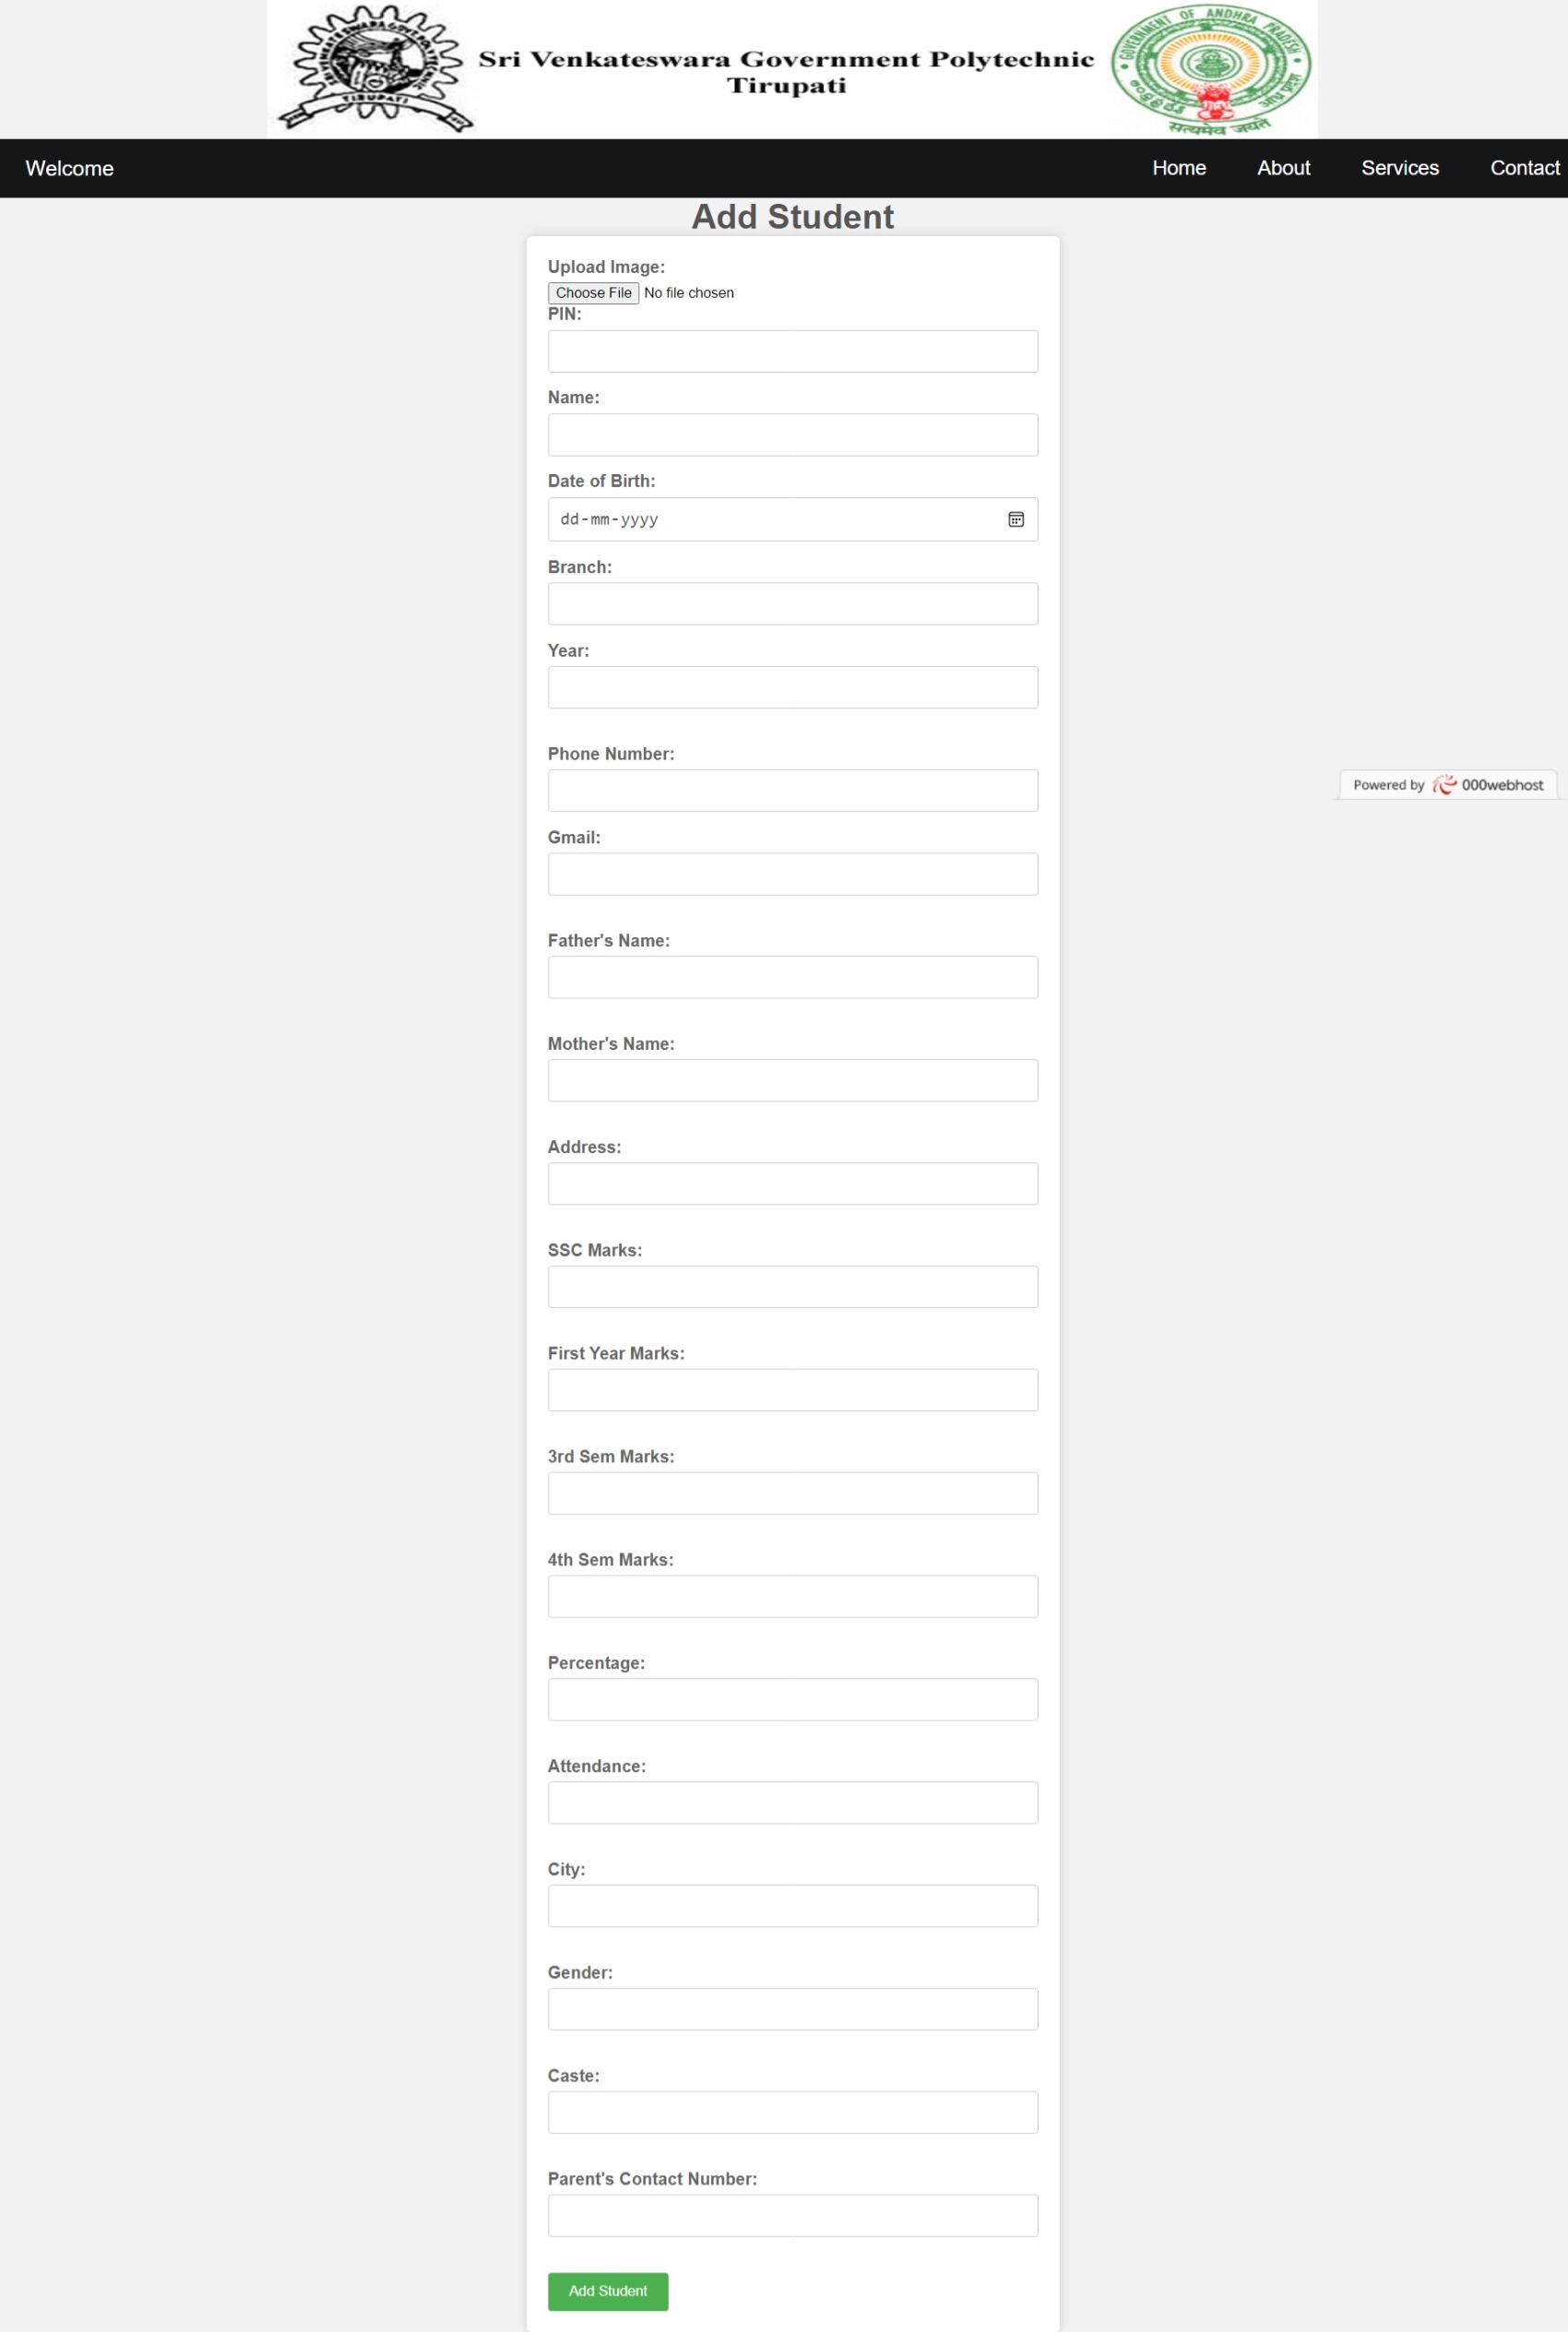 Sri Venkateswara Government Polytechnic
Tirupati
TIRUPATI
GOVERNMENT OF ANDHRA PRADESH
सत्यमेव जयते
Welcome
Home About Services Contact
Add Student
Upload Image:
Choose File No file chosen
PIN:
Name:
Date of Birth:
dd-mm-yyyy
Branch:
Year:
Phone Number:
Powered by 000webhost
Gmail:
Father's Name:
Mother's Name:
Address:
SSC Marks:
First Year Marks:
3rd Sem Marks:
4th Sem Marks:
Percentage:
Attendance:
City:
Gender:
Caste:
Parent's Contact Number:
Add Student